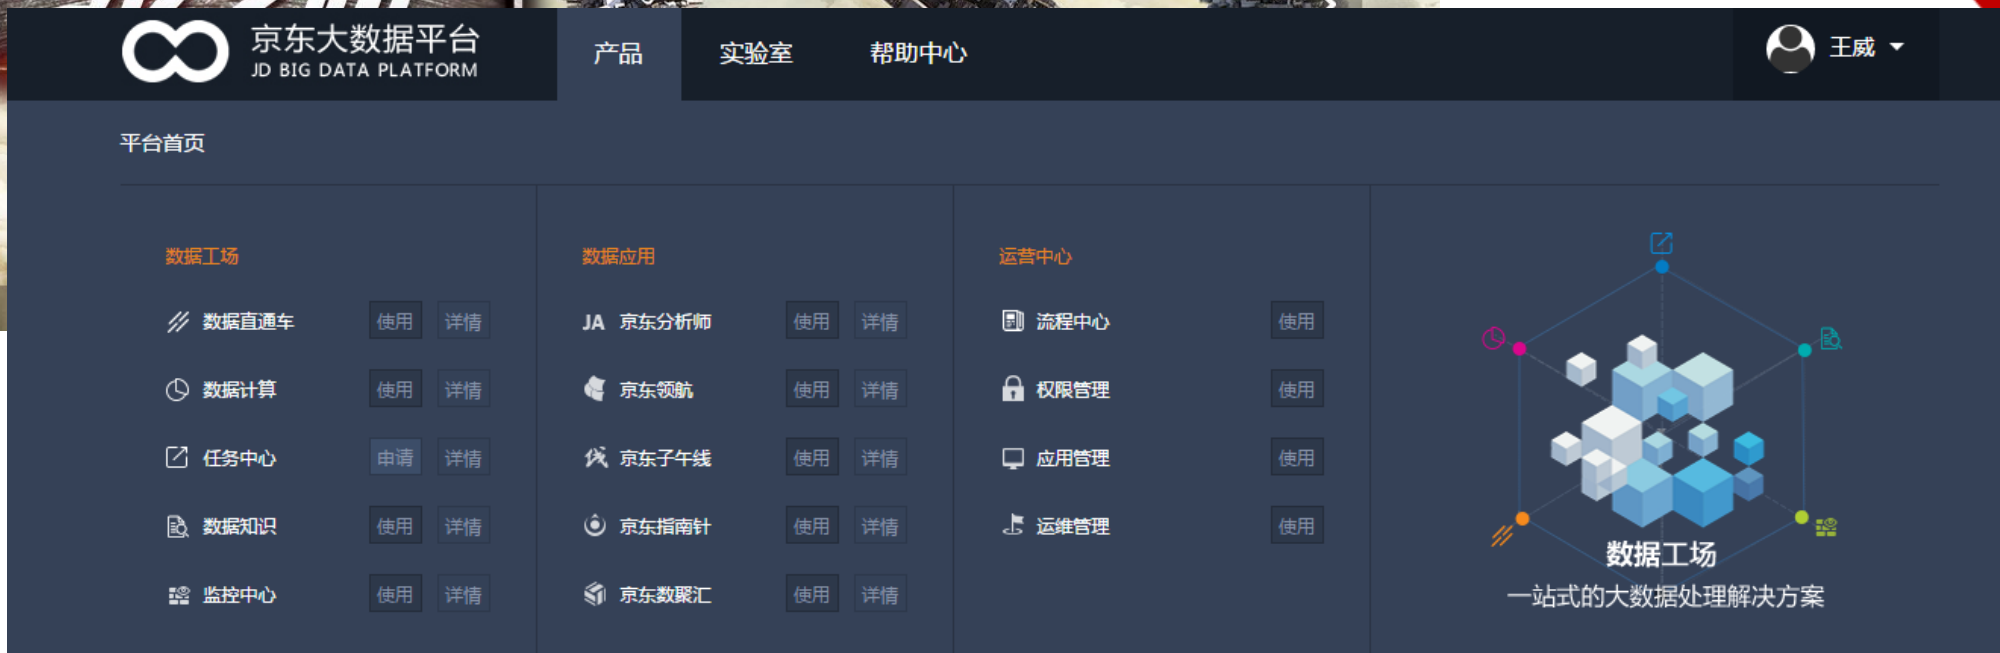 京东大数据平台
JD BIG DATA PLATFORM
产品
实验室
帮助中心
王威
平台首页
数据工场
数据直通车 使用 详情
数据计算 使用 详情
任务中心 申请 详情
数据知识 使用 详情
监控中心 使用 详情
数据应用
JA 京东分析师 使用 详情
京东领航 使用 详情
京东子午线 使用 详情
京东指南针 使用 详情
京东数聚汇 使用 详情
运营中心
流程中心 使用
权限管理 使用
应用管理 使用
运维管理 使用
数据工场
一站式的大数据处理解决方案